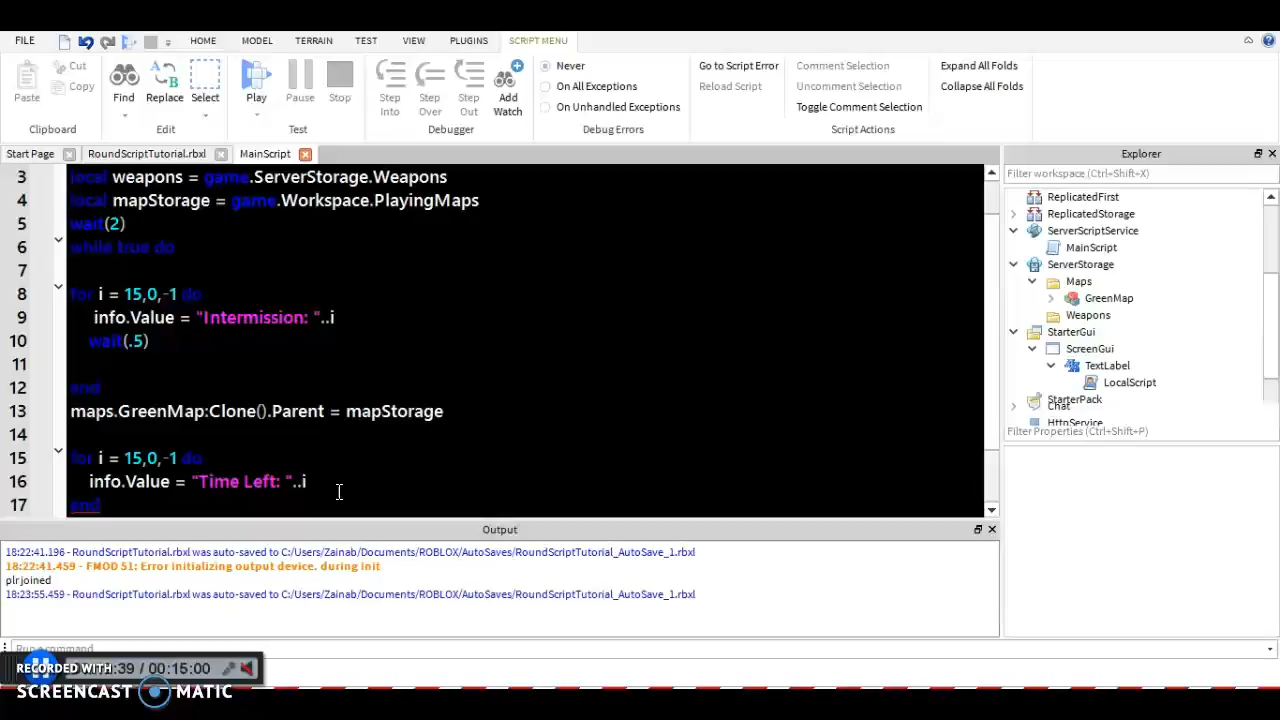 FILE HOME MODEL TERRAIN TEST VIEW PLUGINS SCRIPT MENU
Paste Cut Copy
Clipboard
Find Replace Select
Edit
Play Pause Stop
Test
Step Into Step Over Step Out Add Watch
Debugger
Never
On All Exceptions
On Unhandled Exceptions
Debug Errors
Go to Script Error
Reload Script
Comment Selection
Uncomment Selection
Toggle Comment Selection
Expand All Folds
Collapse All Folds
Script Actions
Start Page RoundScriptTutorial.rbxl MainScript
3 local weapons = game.ServerStorage.Weapons
4 local mapStorage = game.Workspace.PlayingMaps
5 wait(2)
6 while true do
7
8 for i = 15,0,-1 do
9 info.Value = "Intermission: "..i
10 wait(.5)
11
12 end
13 maps.GreenMap:Clone().Parent = mapStorage
14
15 for i = 15,0,-1 do
16 info.Value = "Time Left: "..i
17 end
Explorer
Filter workspace (Ctrl+Shift+X)
ReplicatedFirst
ReplicatedStorage
ServerScriptService
MainScript
ServerStorage
Maps
GreenMap
Weapons
StarterGui
ScreenGui
TextLabel
LocalScript
StarterPack
Chat
HttpService
Filter Properties (Ctrl+Shift+P)
Output
18:22:41.196 - RoundScriptTutorial.rbxl was auto-saved to C:/Users/Zainab/Documents/ROBLOX/AutoSaves/RoundScriptTutorial_AutoSave_1.rbxl
18:22:41.459 - FMOD 51: Error initializing output device. during init
plrjoined
18:23:55.459 - RoundScriptTutorial.rbxl was auto-saved to C:/Users/Zainab/Documents/ROBLOX/AutoSaves/RoundScriptTutorial_AutoSave_1.rbxl
Run a command
RECORDED WITH :39 / 00:15:00
SCREENCAST MATIC